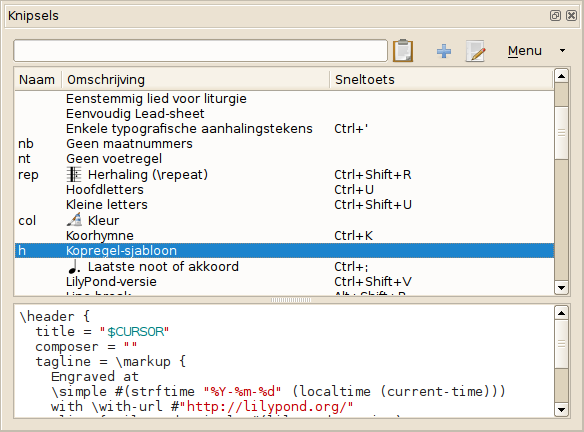 Knipsels
Menu
Naam Omschrijving Sneltoets
Eenstemmig lied voor liturgie
Eenvoudig Lead-sheet
Enkele typografische aanhalingstekens Ctrl+'
nb Geen maatnummers
nt Geen voetregel
rep Herhaling (\repeat) Ctrl+Shift+R
Hoofdletters Ctrl+U
Kleine letters Ctrl+Shift+U
col Kleur
Koorhymne Ctrl+K
h Kopregel-sjabloon
Laatste noot of akkoord Ctrl+;
LilyPond-versie Ctrl+Shift+V
\header {
title = "$CURSOR"
composer = ""
tagline = \markup {
Engraved at
\simple #(strftime "%Y-%m-%d" (localtime (current-time)))
with \with-url #"http://lilypond.org/"